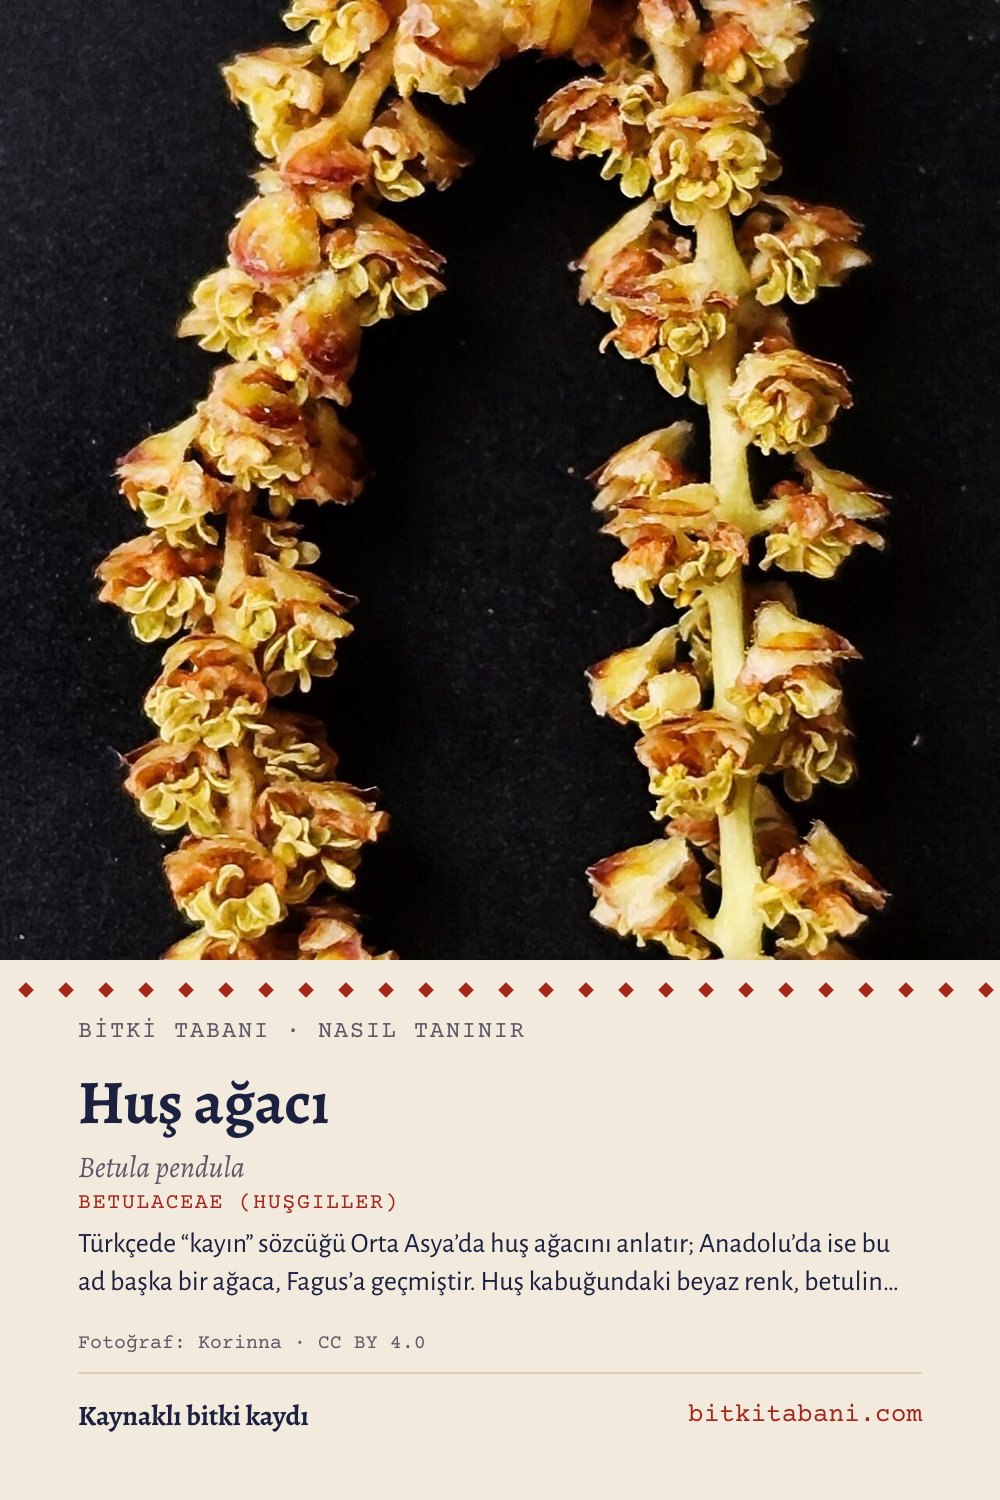 BİTKİ TABANI · NASIL TANINIR
Huş ağacı
Betula pendula
BETULACEAE (HUŞGILLER)
Türkçede “kayın” sözcüğü Orta Asya’da huş ağacını anlatır; Anadolu’da ise bu
ad başka bir ağaca, Fagus’a geçmiştir. Huş kabuğundaki beyaz renk, betulin…
Fotoğraf: Korinna · CC BY 4.0
Kaynaklı bitki kaydı
bitkitabani.com